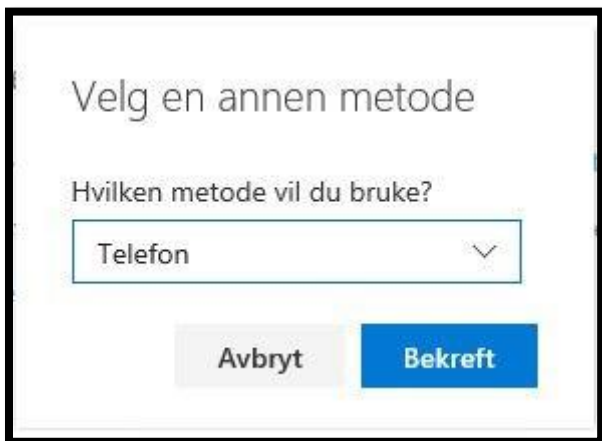 Velg en annen metode
Hvilken metode vil du bruke?
Telefon
Avbryt Bekreft